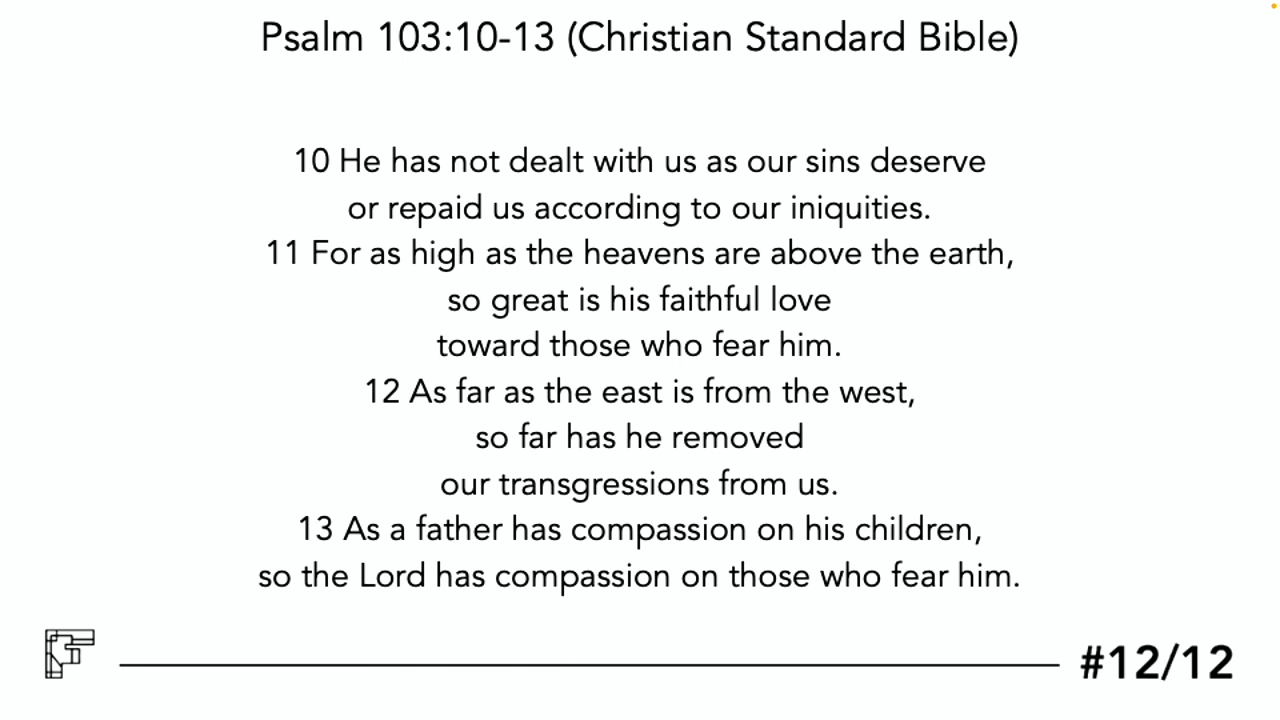 Psalm 103:10-13 (Christian Standard Bible)
10 He has not dealt with us as our sins deserve
or repaid us according to our iniquities.
11 For as high as the heavens are above the earth,
so great is his faithful love
toward those who fear him.
12 As far as the east is from the west,
so far has he removed
our transgressions from us.
13 As a father has compassion on his children,
so the Lord has compassion on those who fear him.
#12/12